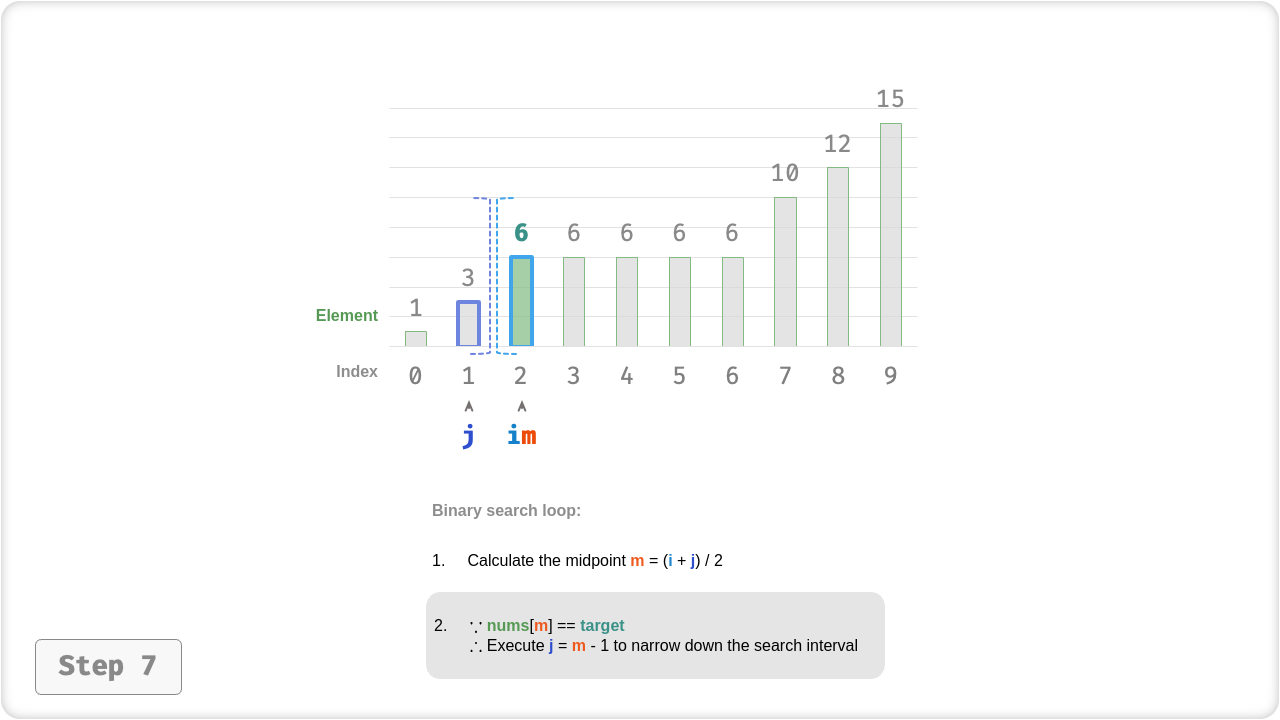 15
12
10
6 6 6 6 6
3
1
Element
Index 0 1 2 3 4 5 6 7 8 9
j im
Binary search loop:
1. Calculate the midpoint m = (i + j) / 2
2. ∵ nums[m] == target
∴ Execute j = m - 1 to narrow down the search interval
Step 7